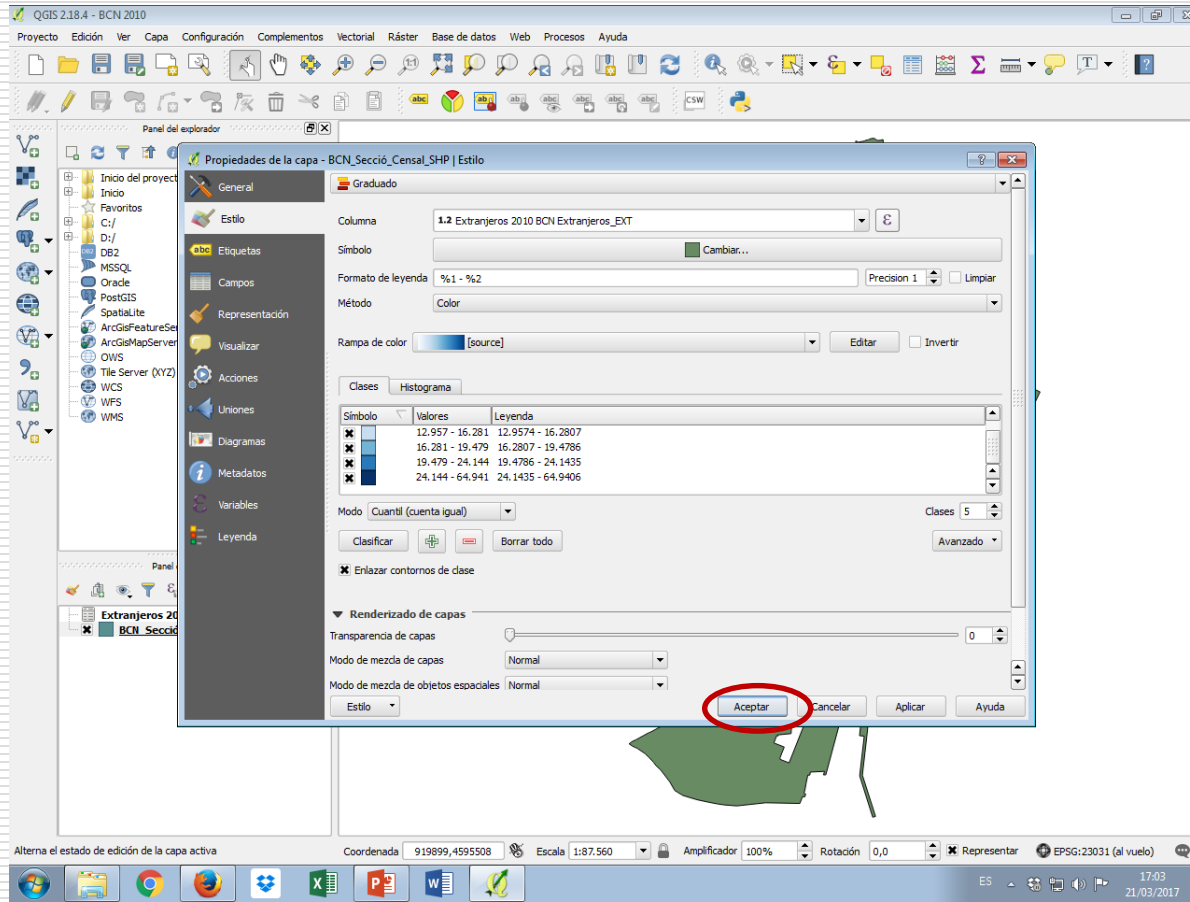 QGIS 2.18.4 - BCN 2010
Proyecto Edición Ver Capa Configuración Complementos Vectorial Ráster Base de datos Web Procesos Ayuda
Panel del explorador
Inicio del proyect
Inicio
Favoritos
C:/
D:/
DB2
MSSQL
Oracle
PostGIS
SpatiaLite
ArcGisFeatureSer
ArcGisMapServer
OWS
Tile Server (XYZ)
WCS
WFS
WMS
Panel
Extranjeros 20
BCN_Secció
Propiedades de la capa - BCN_Secció_Censal_SHP | Estilo
General
Estilo
Etiquetas
Campos
Representación
Visualizar
Acciones
Uniones
Diagramas
Metadatos
Variables
Leyenda
Graduado
Columna 1.2 Extranjeros 2010 BCN Extranjeros_EXT ε
Símbolo Cambiar...
Formato de leyenda %1 - %2 Precision 1 Limpiar
Método Color
Rampa de color [source] Editar Invertir
Clases Histograma
Símbolo Valores Leyenda
12.957 - 16.281 12.9574 - 16.2807
16.281 - 19.479 16.2807 - 19.4786
19.479 - 24.144 19.4786 - 24.1435
24.144 - 64.941 24.1435 - 64.9406
Modo Cuantil (cuenta igual) Clases 5
Clasificar Borrar todo Avanzado
Enlazar contornos de clase
Renderizado de capas
Transparencia de capas 0
Modo de mezcla de capas Normal
Modo de mezcla de objetos espaciales Normal
Estilo Aceptar Cancelar Aplicar Ayuda
Alterna el estado de edición de la capa activa Coordenada 919899,4595508 Escala 1:87.560 Amplificador 100% Rotación 0,0 Representar EPSG:23031 (al vuelo)
ES 17:03
21/03/2017